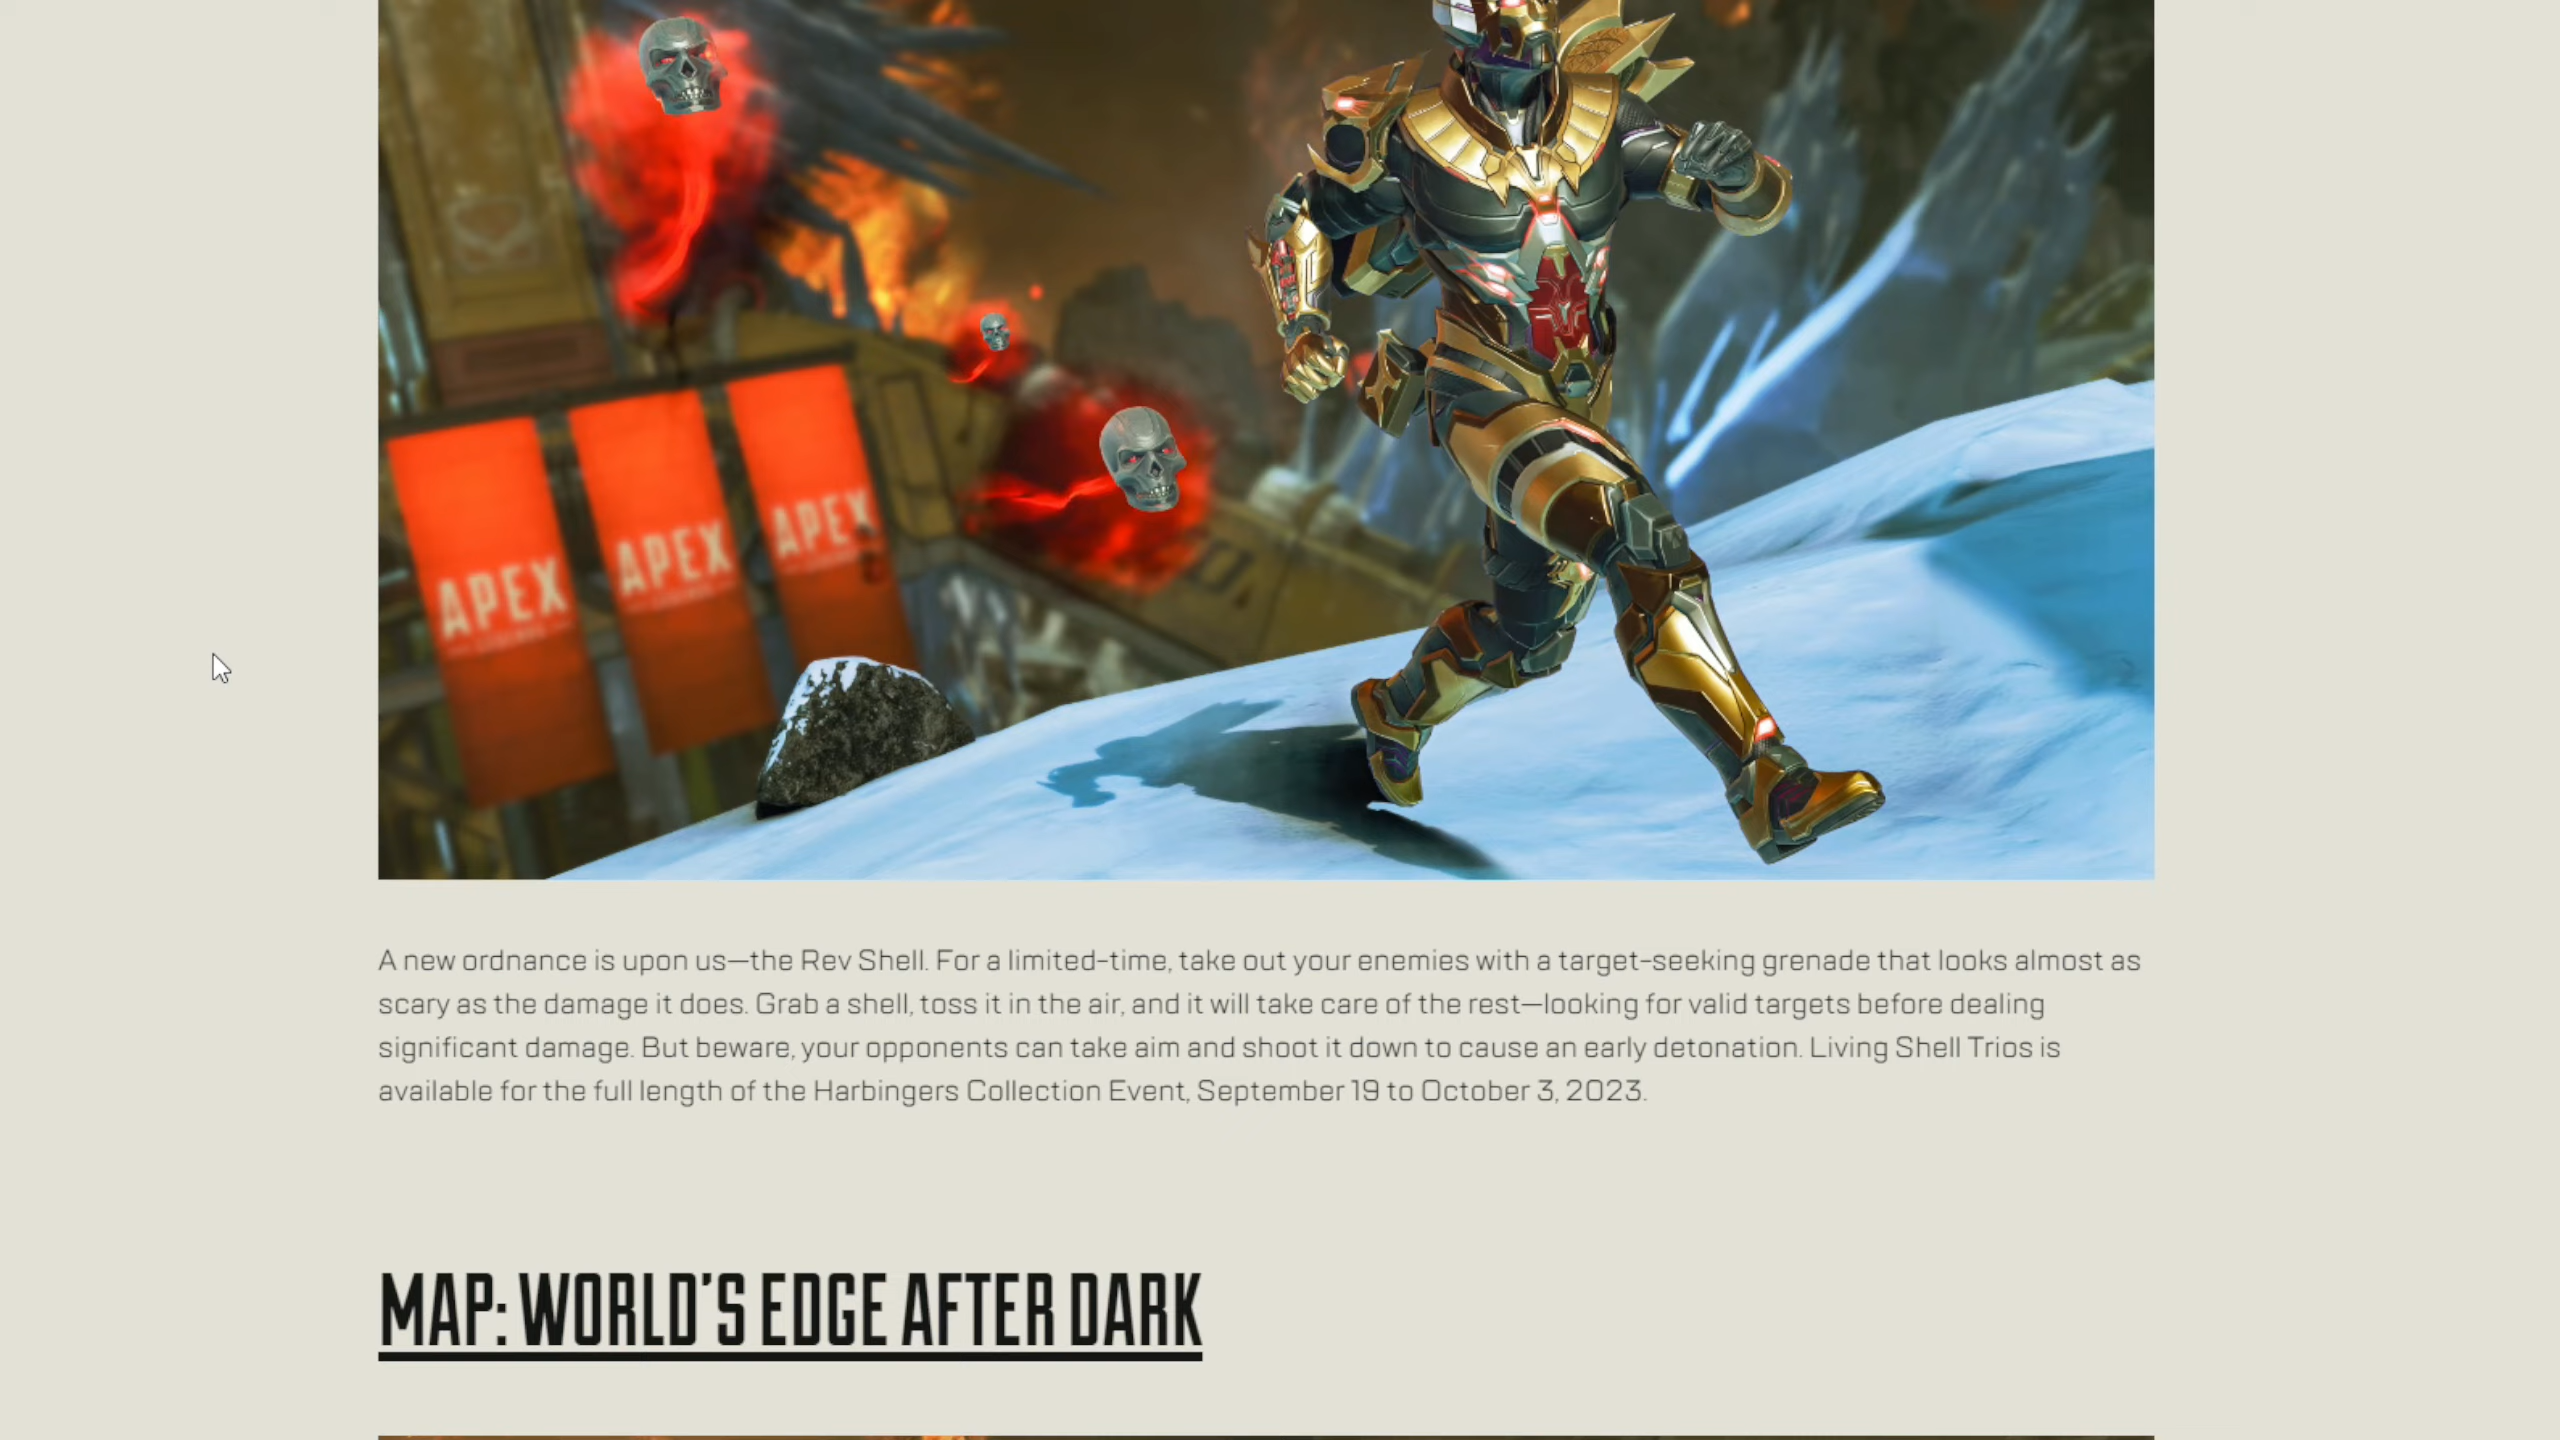 APEX
APEX
APEX
A new ordnance is upon us—the Rev Shell. For a limited-time, take out your enemies with a target-seeking grenade that looks almost as
scary as the damage it does. Grab a shell, toss it in the air, and it will take care of the rest—looking for valid targets before dealing
significant damage. But beware, your opponents can take aim and shoot it down to cause an early detonation. Living Shell Trios is
available for the full length of the Harbingers Collection Event, September 19 to October 3, 2023.
MAP: WORLD'S EDGE AFTER DARK